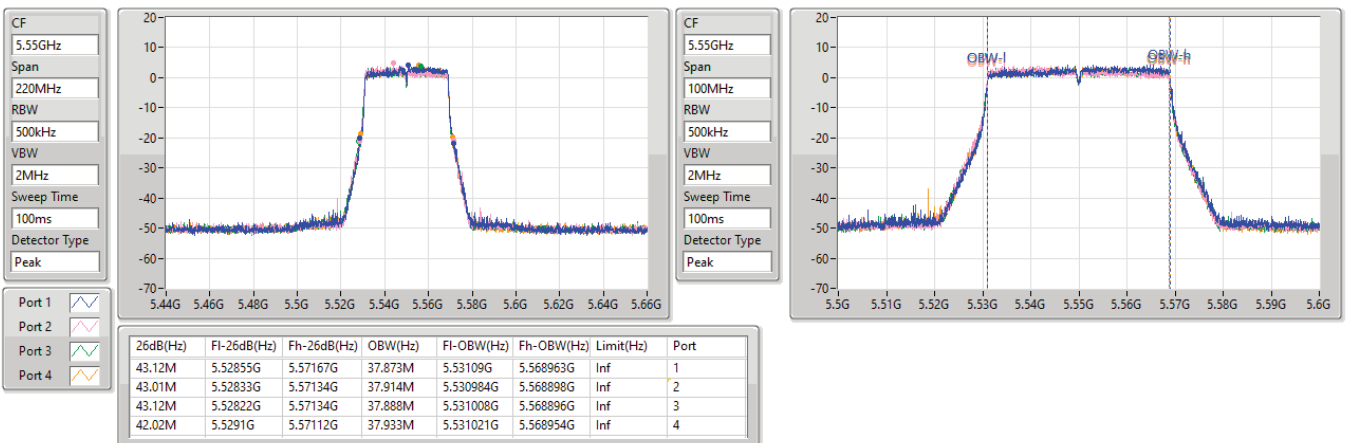 CF
5.55GHz
Span
220MHz
RBW
500kHz
VBW
2MHz
Sweep Time
100ms
Detector Type
Peak
20
10
0
-10
-20
-30
-40
-50
-60
-70
5.44G 5.46G 5.48G 5.5G 5.52G 5.54G 5.56G 5.58G 5.6G 5.62G 5.64G 5.66G
CF
5.55GHz
Span
100MHz
RBW
500kHz
VBW
2MHz
Sweep Time
100ms
Detector Type
Peak
20
10
0
-10
-20
-30
-40
-50
-60
-70
OBW-l OBW-h
5.5G 5.51G 5.52G 5.53G 5.54G 5.55G 5.56G 5.57G 5.58G 5.59G 5.6G
Port 1
Port 2
Port 3
Port 4
26dB(Hz) Fl-26dB(Hz) Fh-26dB(Hz) OBW(Hz) Fl-OBW(Hz) Fh-OBW(Hz) Limit(Hz) Port
43.12M 5.52855G 5.57167G 37.873M 5.53109G 5.568963G Inf 1
43.01M 5.52833G 5.57134G 37.914M 5.530984G 5.568898G Inf 2
43.12M 5.52822G 5.57134G 37.888M 5.531008G 5.568896G Inf 3
42.02M 5.5291G 5.57112G 37.933M 5.531021G 5.568954G Inf 4